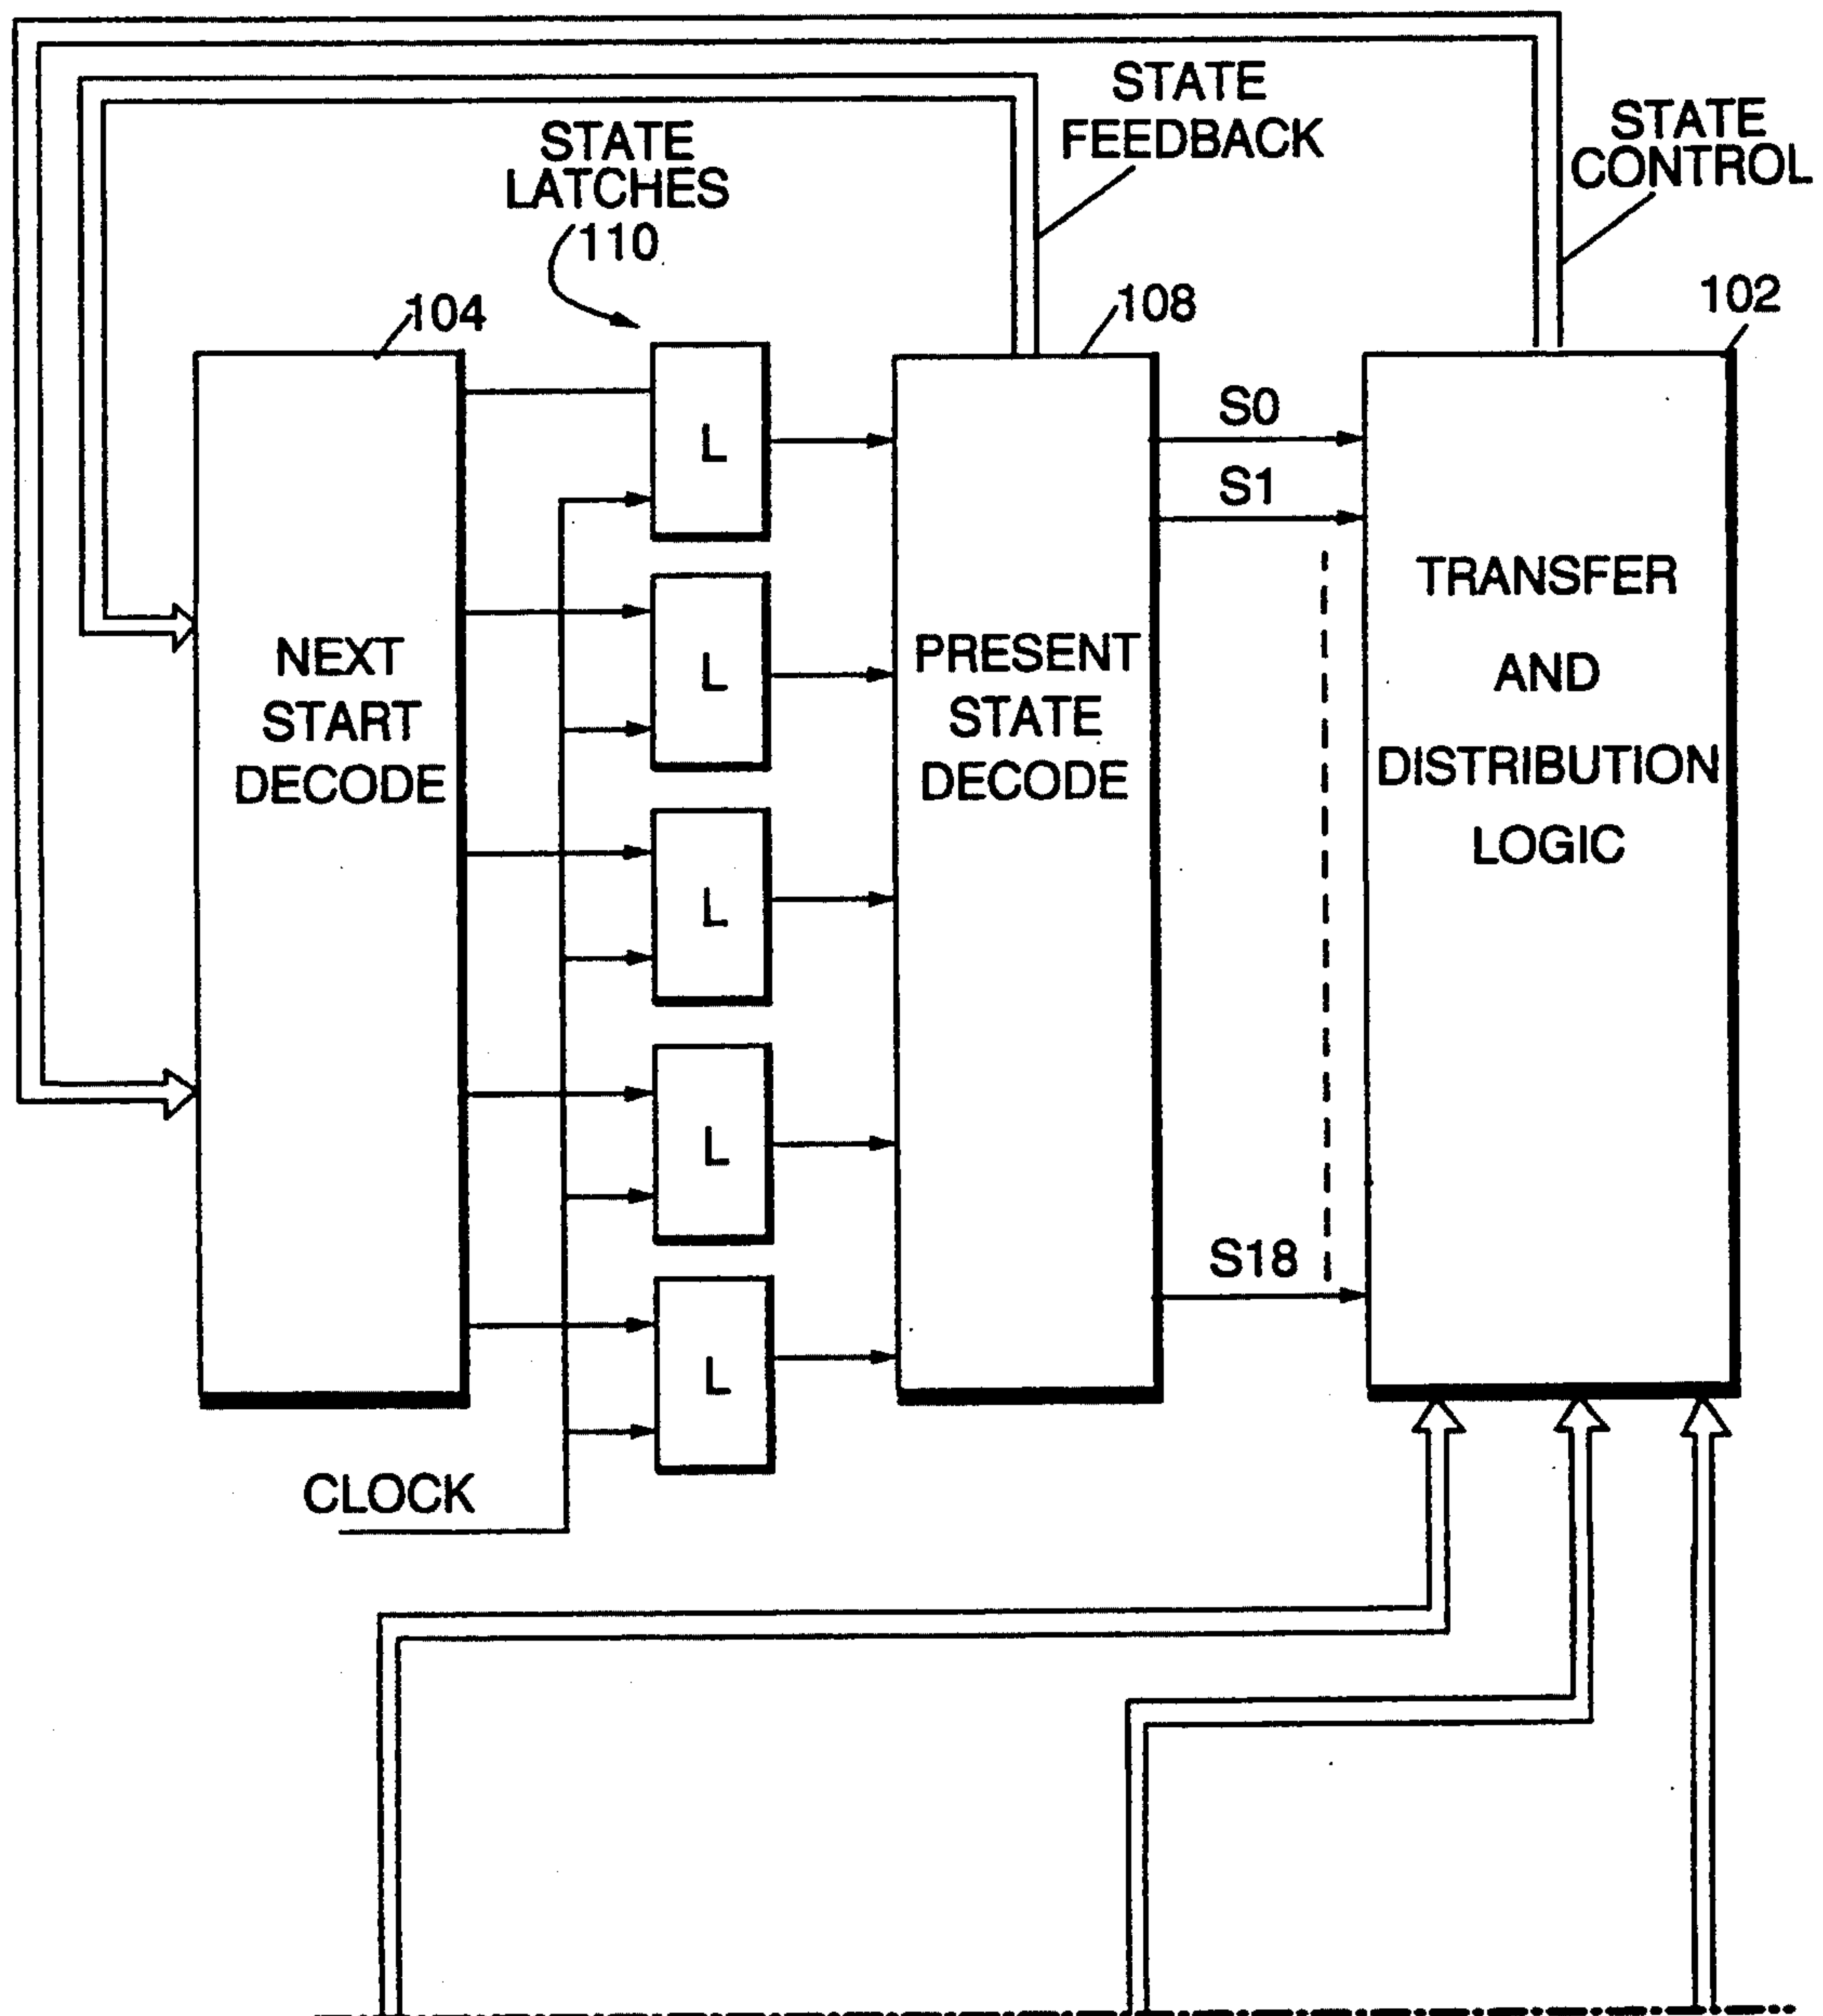 STATE
FEEDBACK
STATE
CONTROL
STATE
LATCHES
110
104
108
102
S0
S1
S18
L
L
L
L
L
NEXT
START
DECODE
PRESENT
STATE
DECODE
TRANSFER
AND
DISTRIBUTION
LOGIC
CLOCK